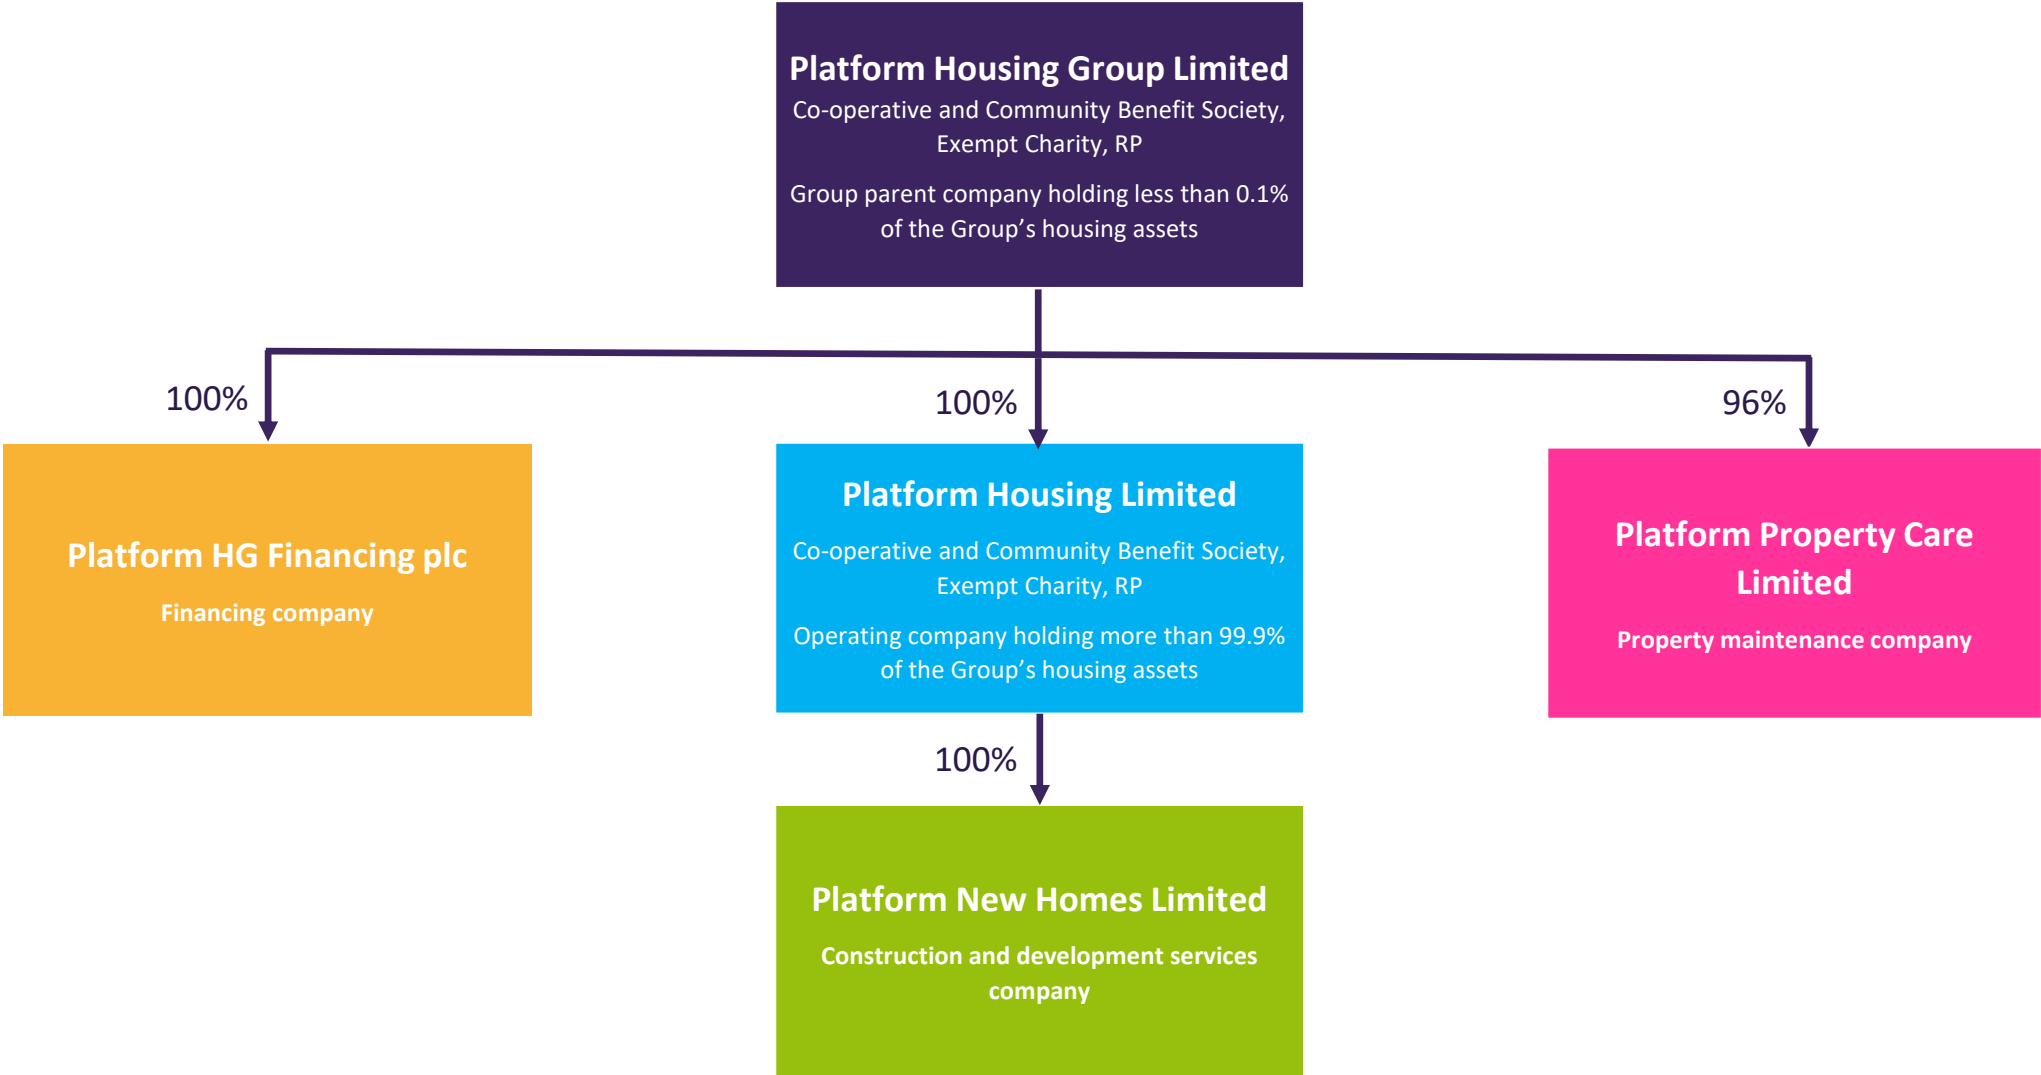 Platform Housing Group Limited
Co-operative and Community Benefit Society,
Exempt Charity, RP
Group parent company holding less than 0.1%
of the Group’s housing assets
100%
100%
96%
Platform HG Financing plc
Financing company
Platform Housing Limited
Co-operative and Community Benefit Society,
Exempt Charity, RP
Operating company holding more than 99.9%
of the Group’s housing assets
Platform Property Care
Limited
Property maintenance company
100%
Platform New Homes Limited
Construction and development services
company